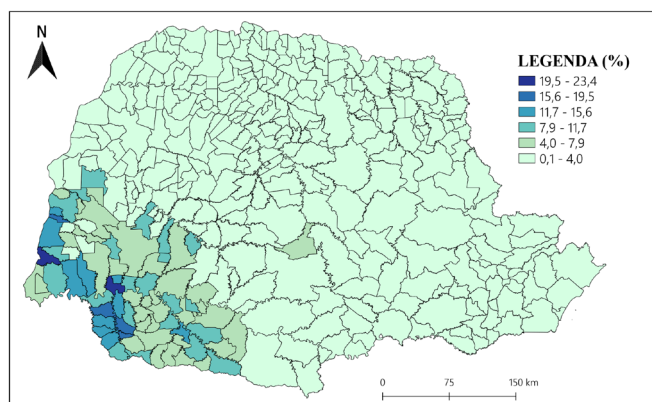 N
LEGENDA (%)
19,5 - 23,4
15,6 - 19,5
11,7 - 15,6
7,9 - 11,7
4,0 - 7,9
0,1 - 4,0
0 75 150 km